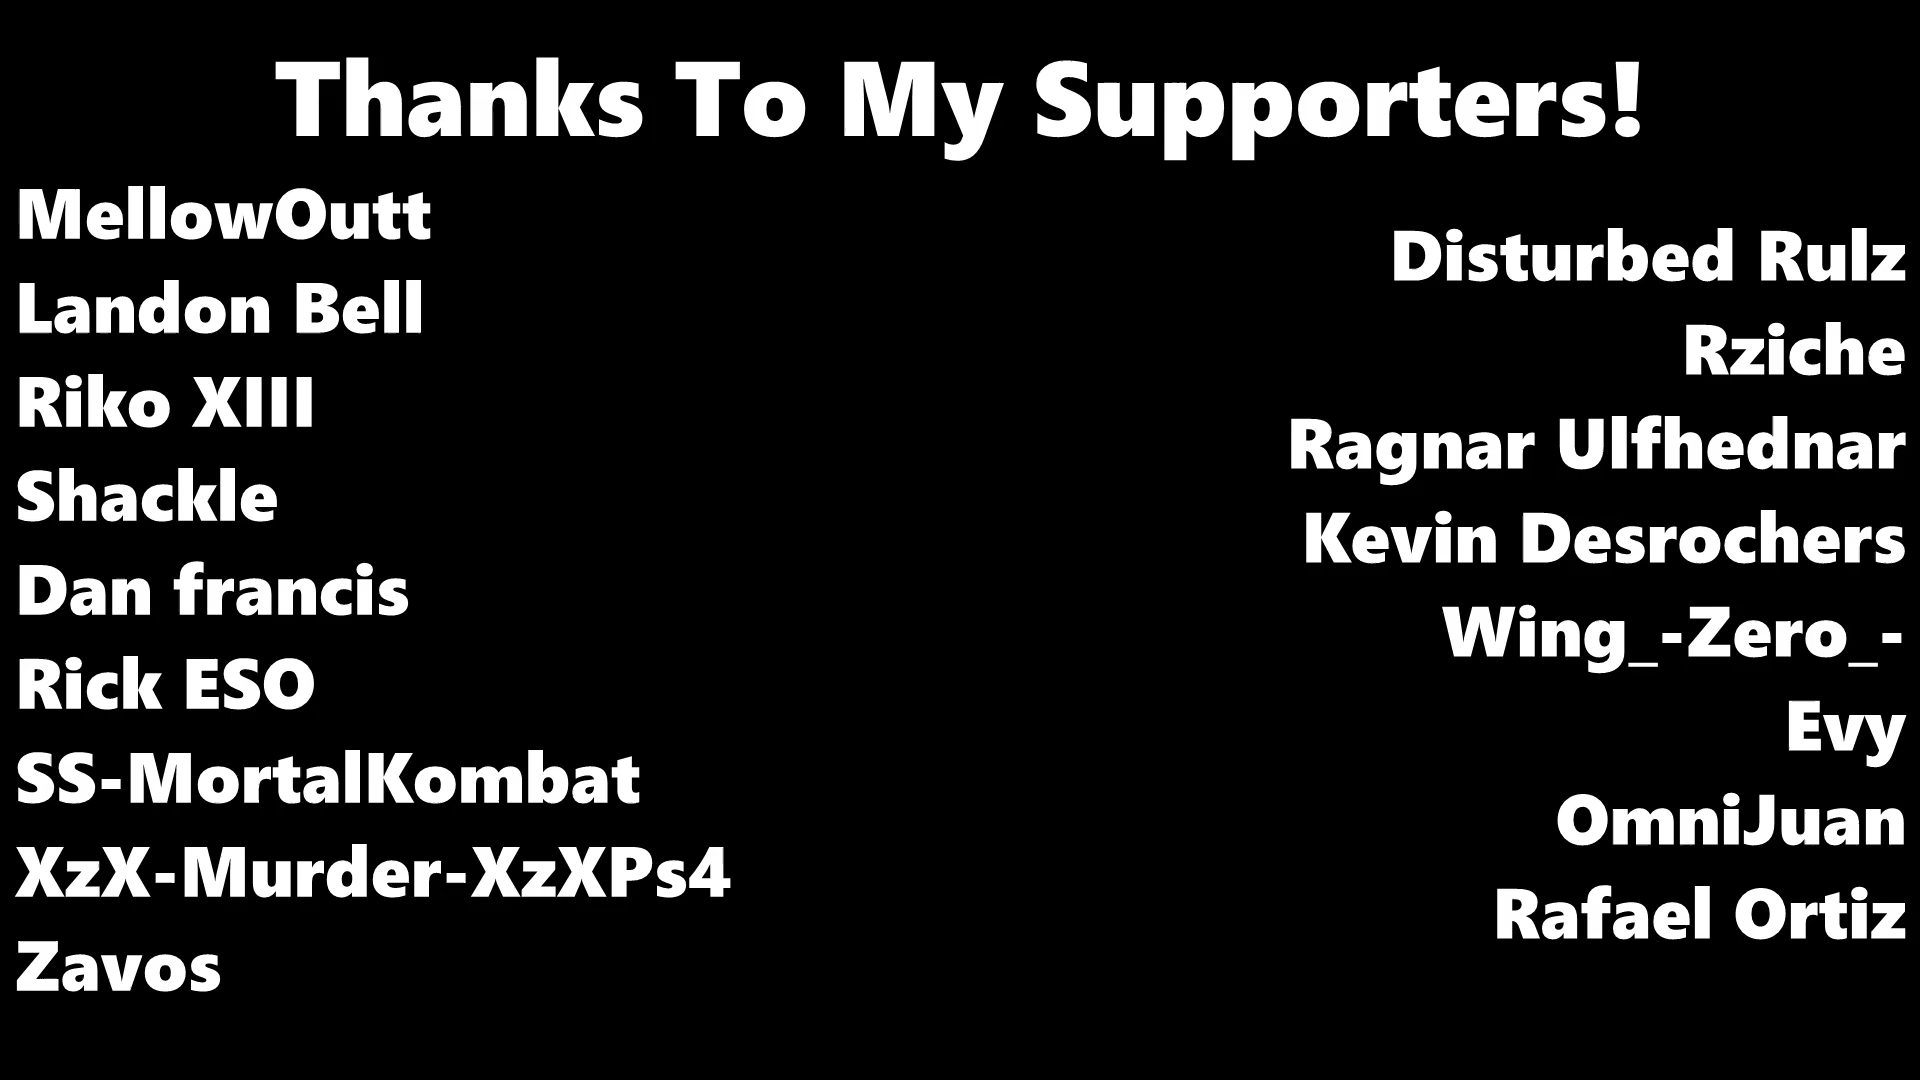 Thanks To My Supporters!
MellowOutt
Landon Bell
Riko XIII
Shackle
Dan francis
Rick ESO
SS-MortalKombat
XzX-Murder-XzXPs4
Zavos
Disturbed Rulz
Rziche
Ragnar Ulfhednar
Kevin Desrochers
Wing_-Zero_-
Evy
OmniJuan
Rafael Ortiz